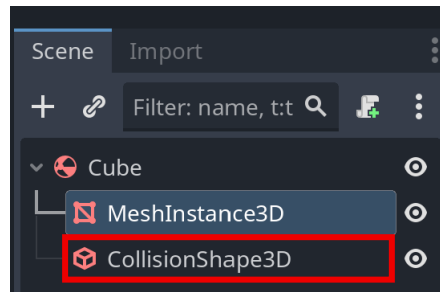 Scene Import
Filter: name, t:t
Cube
MeshInstance3D
CollisionShape3D